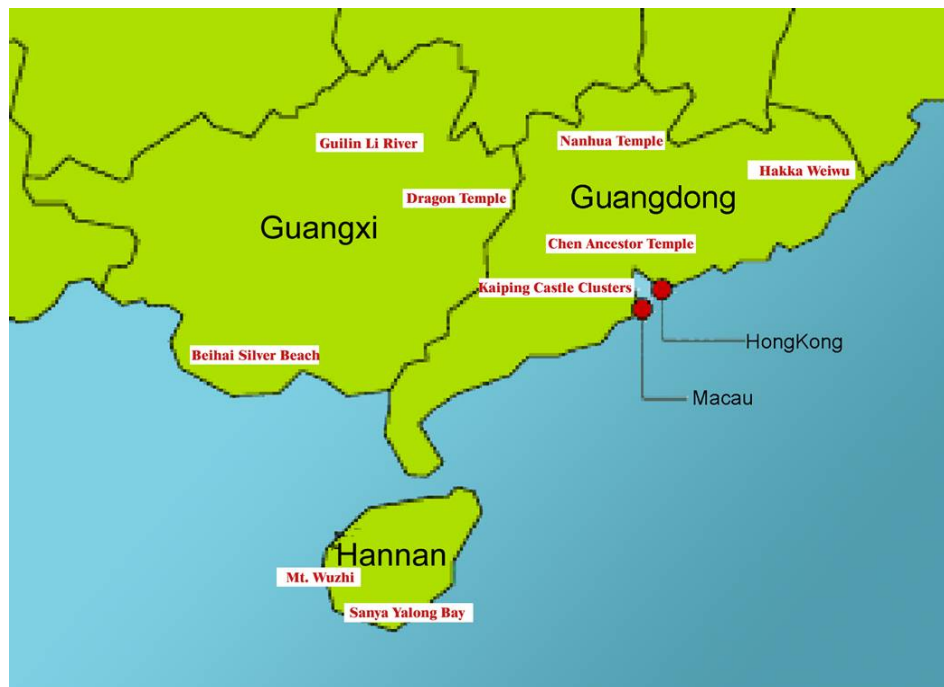 Guilin Li River
Nanhua Temple
Hakka Weiwu
Dragon Temple
Guangdong
Guangxi
Chen Ancestor Temple
Kaiping Castle Clusters
HongKong
Beihai Silver Beach
Macau
Hannan
Mt. Wuzhi
Sanya Yalong Bay